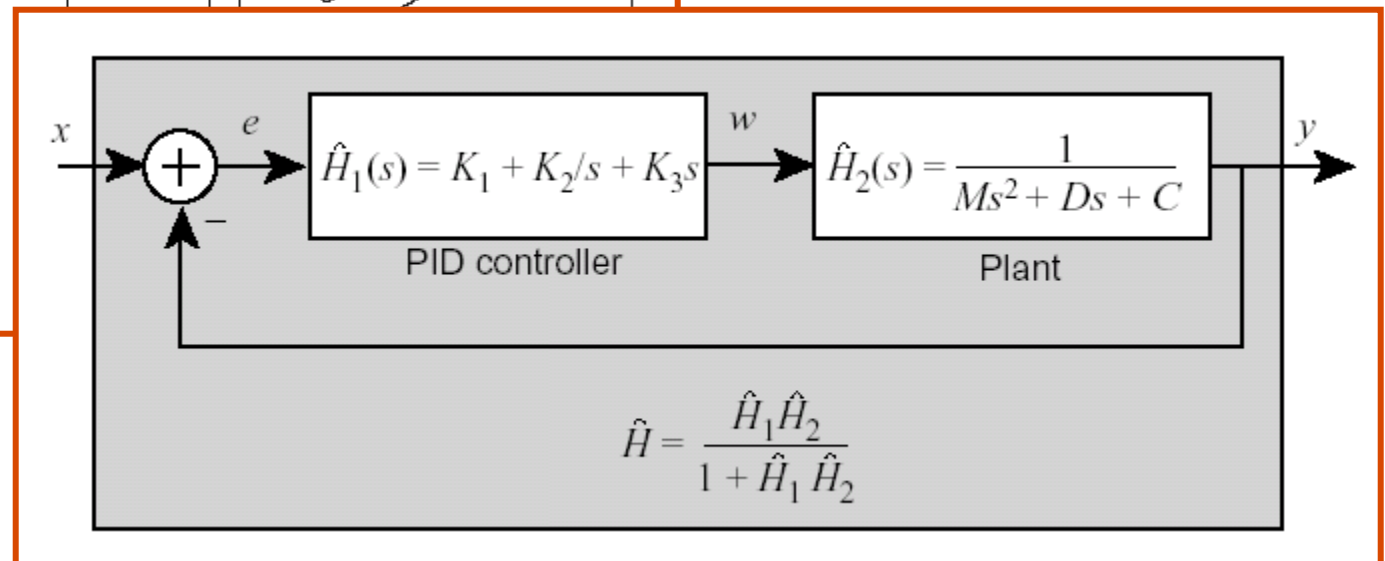 x
e
w
y
+
−
Ĥ₁(s) = K₁ + K₂/s + K₃s
Ĥ₂(s) = 1 / (Ms² + Ds + C)
PID controller
Plant
Ĥ = Ĥ₁Ĥ₂ / (1 + Ĥ₁ Ĥ₂)